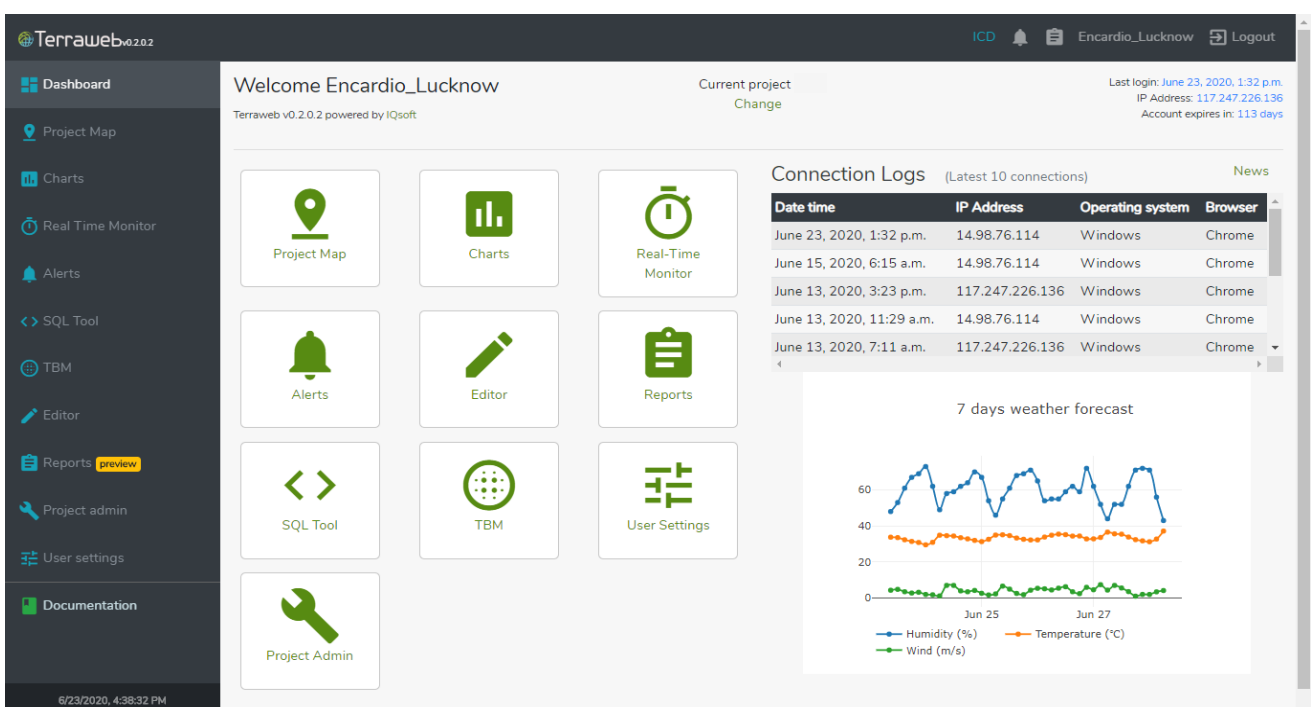 Terrawebv0.2.0.2
ICD Encardio_Lucknow Logout
Dashboard
Project Map
Charts
Real Time Monitor
Alerts
SQL Tool
TBM
Editor
Reports preview
Project admin
User settings
Documentation
6/23/2020, 4:38:32 PM
Welcome Encardio_Lucknow
Terraweb v0.2.0.2 powered by IQsoft
Current project
Change
Last login: June 23, 2020, 1:32 p.m.
IP Address: 117.247.226.136
Account expires in: 113 days
Project Map
Charts
Real-Time
Monitor
Alerts
Editor
Reports
SQL Tool
TBM
User Settings
Project Admin
Connection Logs (Latest 10 connections) News
Date time IP Address Operating system Browser
June 23, 2020, 1:32 p.m. 14.98.76.114 Windows Chrome
June 15, 2020, 6:15 a.m. 14.98.76.114 Windows Chrome
June 13, 2020, 3:23 p.m. 117.247.226.136 Windows Chrome
June 13, 2020, 11:29 a.m. 14.98.76.114 Windows Chrome
June 13, 2020, 7:11 a.m. 117.247.226.136 Windows Chrome
7 days weather forecast
60
40
20
0
Jun 25 Jun 27
Humidity (%) Temperature (°C)
Wind (m/s)